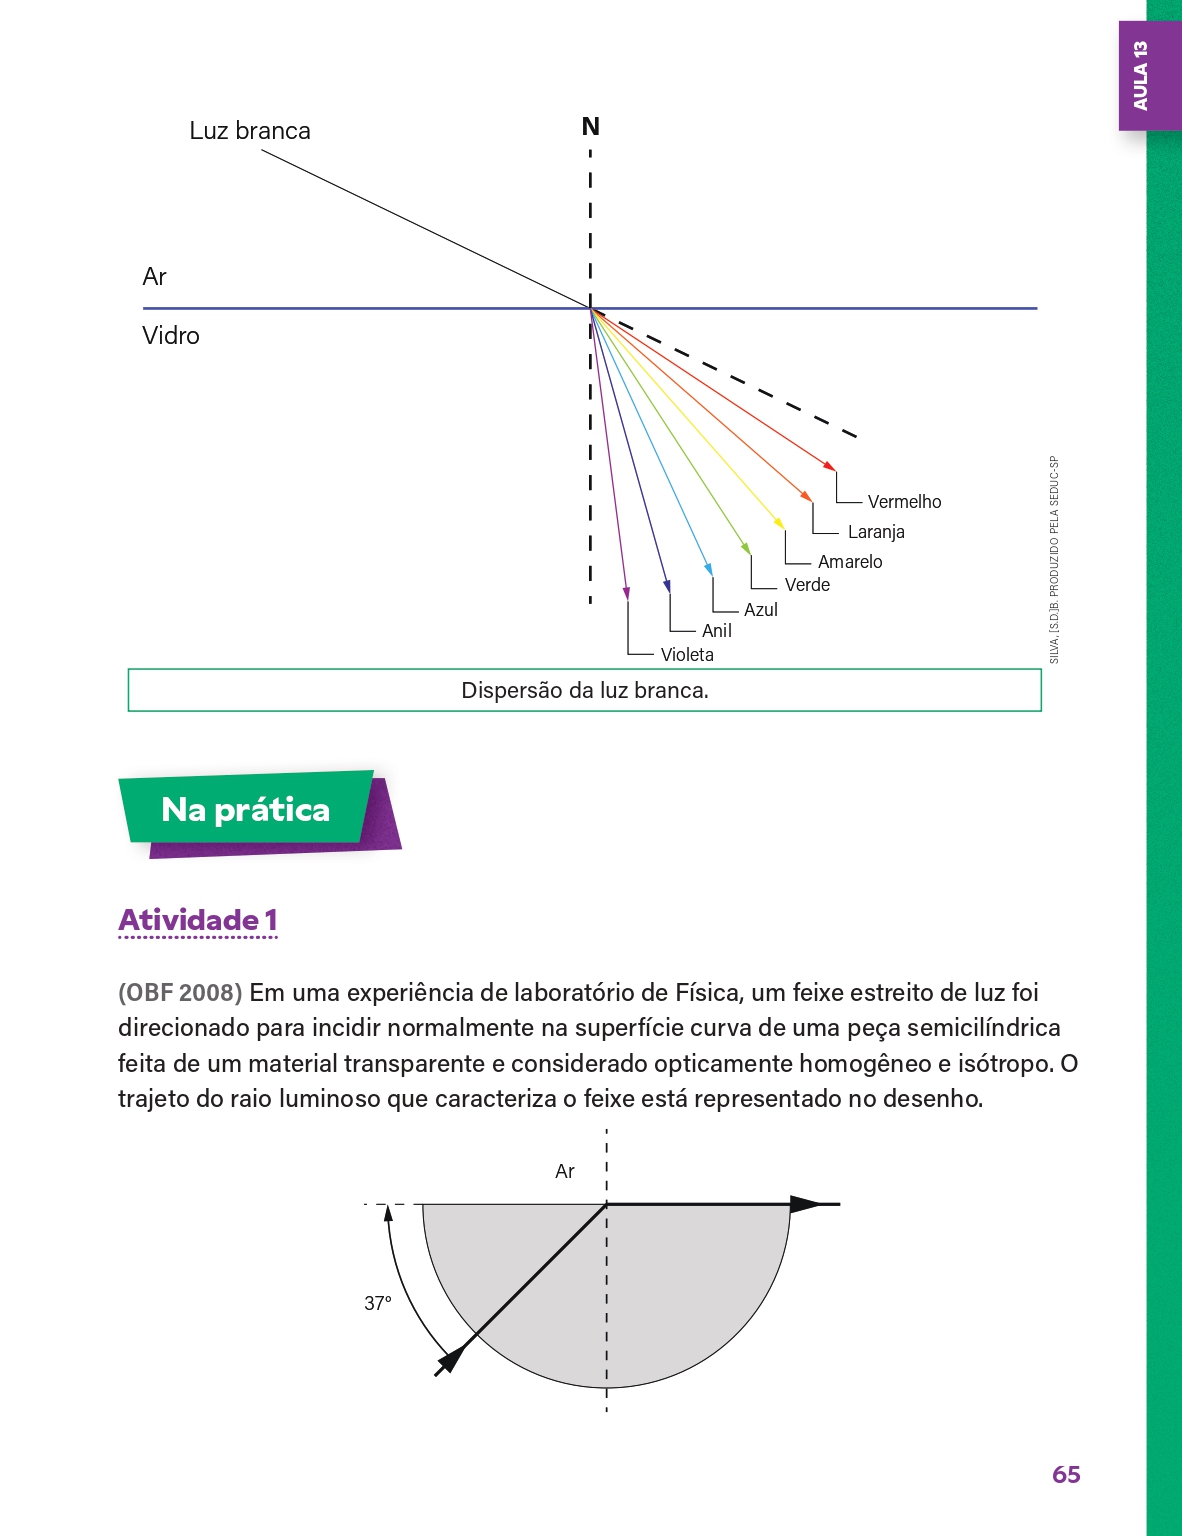 AULA 13
Luz branca
N
Ar
Vidro
Vermelho
Laranja
Amarelo
Verde
Azul
Anil
Violeta
SILVA, [S.D.]B. PRODUZIDO PELA SEDUC-SP
Dispersão da luz branca.
Na prática
Atividade 1
(OBF 2008) Em uma experiência de laboratório de Física, um feixe estreito de luz foi
direcionado para incidir normalmente na superfície curva de uma peça semicilíndrica
feita de um material transparente e considerado opticamente homogêneo e isótropo. O
trajeto do raio luminoso que caracteriza o feixe está representado no desenho.
Ar
37º
65